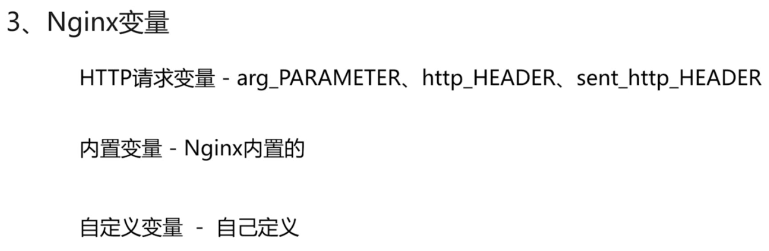 3、Nginx变量
HTTP请求变量 - arg_PARAMETER、http_HEADER、sent_http_HEADER
内置变量 - Nginx内置的
自定义变量 - 自己定义